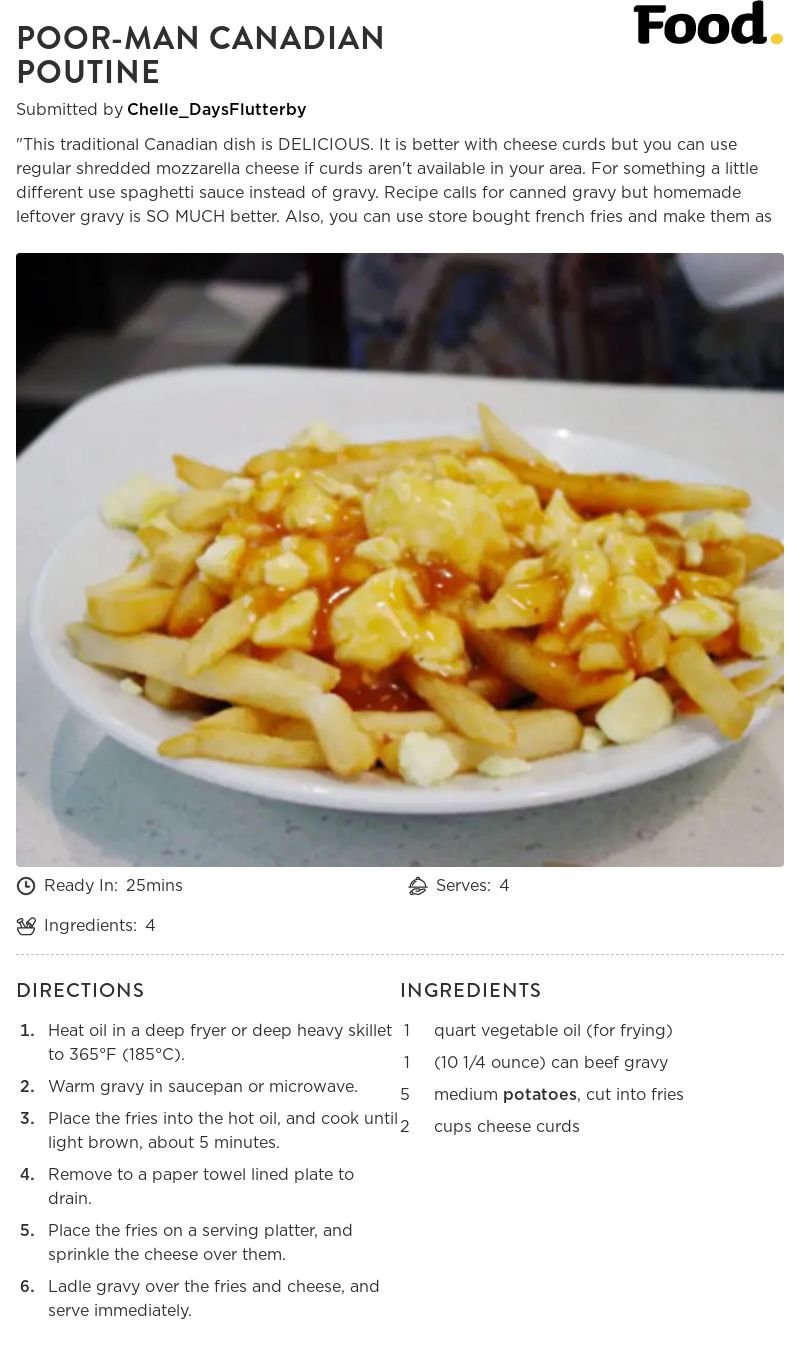 POOR-MAN CANADIAN
POUTINE
Food.
Submitted by Chelle_DaysFlutterby
"This traditional Canadian dish is DELICIOUS. It is better with cheese curds but you can use
regular shredded mozzarella cheese if curds aren't available in your area. For something a little
different use spaghetti sauce instead of gravy. Recipe calls for canned gravy but homemade
leftover gravy is SO MUCH better. Also, you can use store bought french fries and make them as
Ready In: 25mins
Serves: 4
Ingredients: 4
DIRECTIONS
1. Heat oil in a deep fryer or deep heavy skillet
to 365°F (185°C).
2. Warm gravy in saucepan or microwave.
3. Place the fries into the hot oil, and cook until
light brown, about 5 minutes.
4. Remove to a paper towel lined plate to
drain.
5. Place the fries on a serving platter, and
sprinkle the cheese over them.
6. Ladle gravy over the fries and cheese, and
serve immediately.
INGREDIENTS
1 quart vegetable oil (for frying)
1 (10 1/4 ounce) can beef gravy
5 medium potatoes, cut into fries
2 cups cheese curds